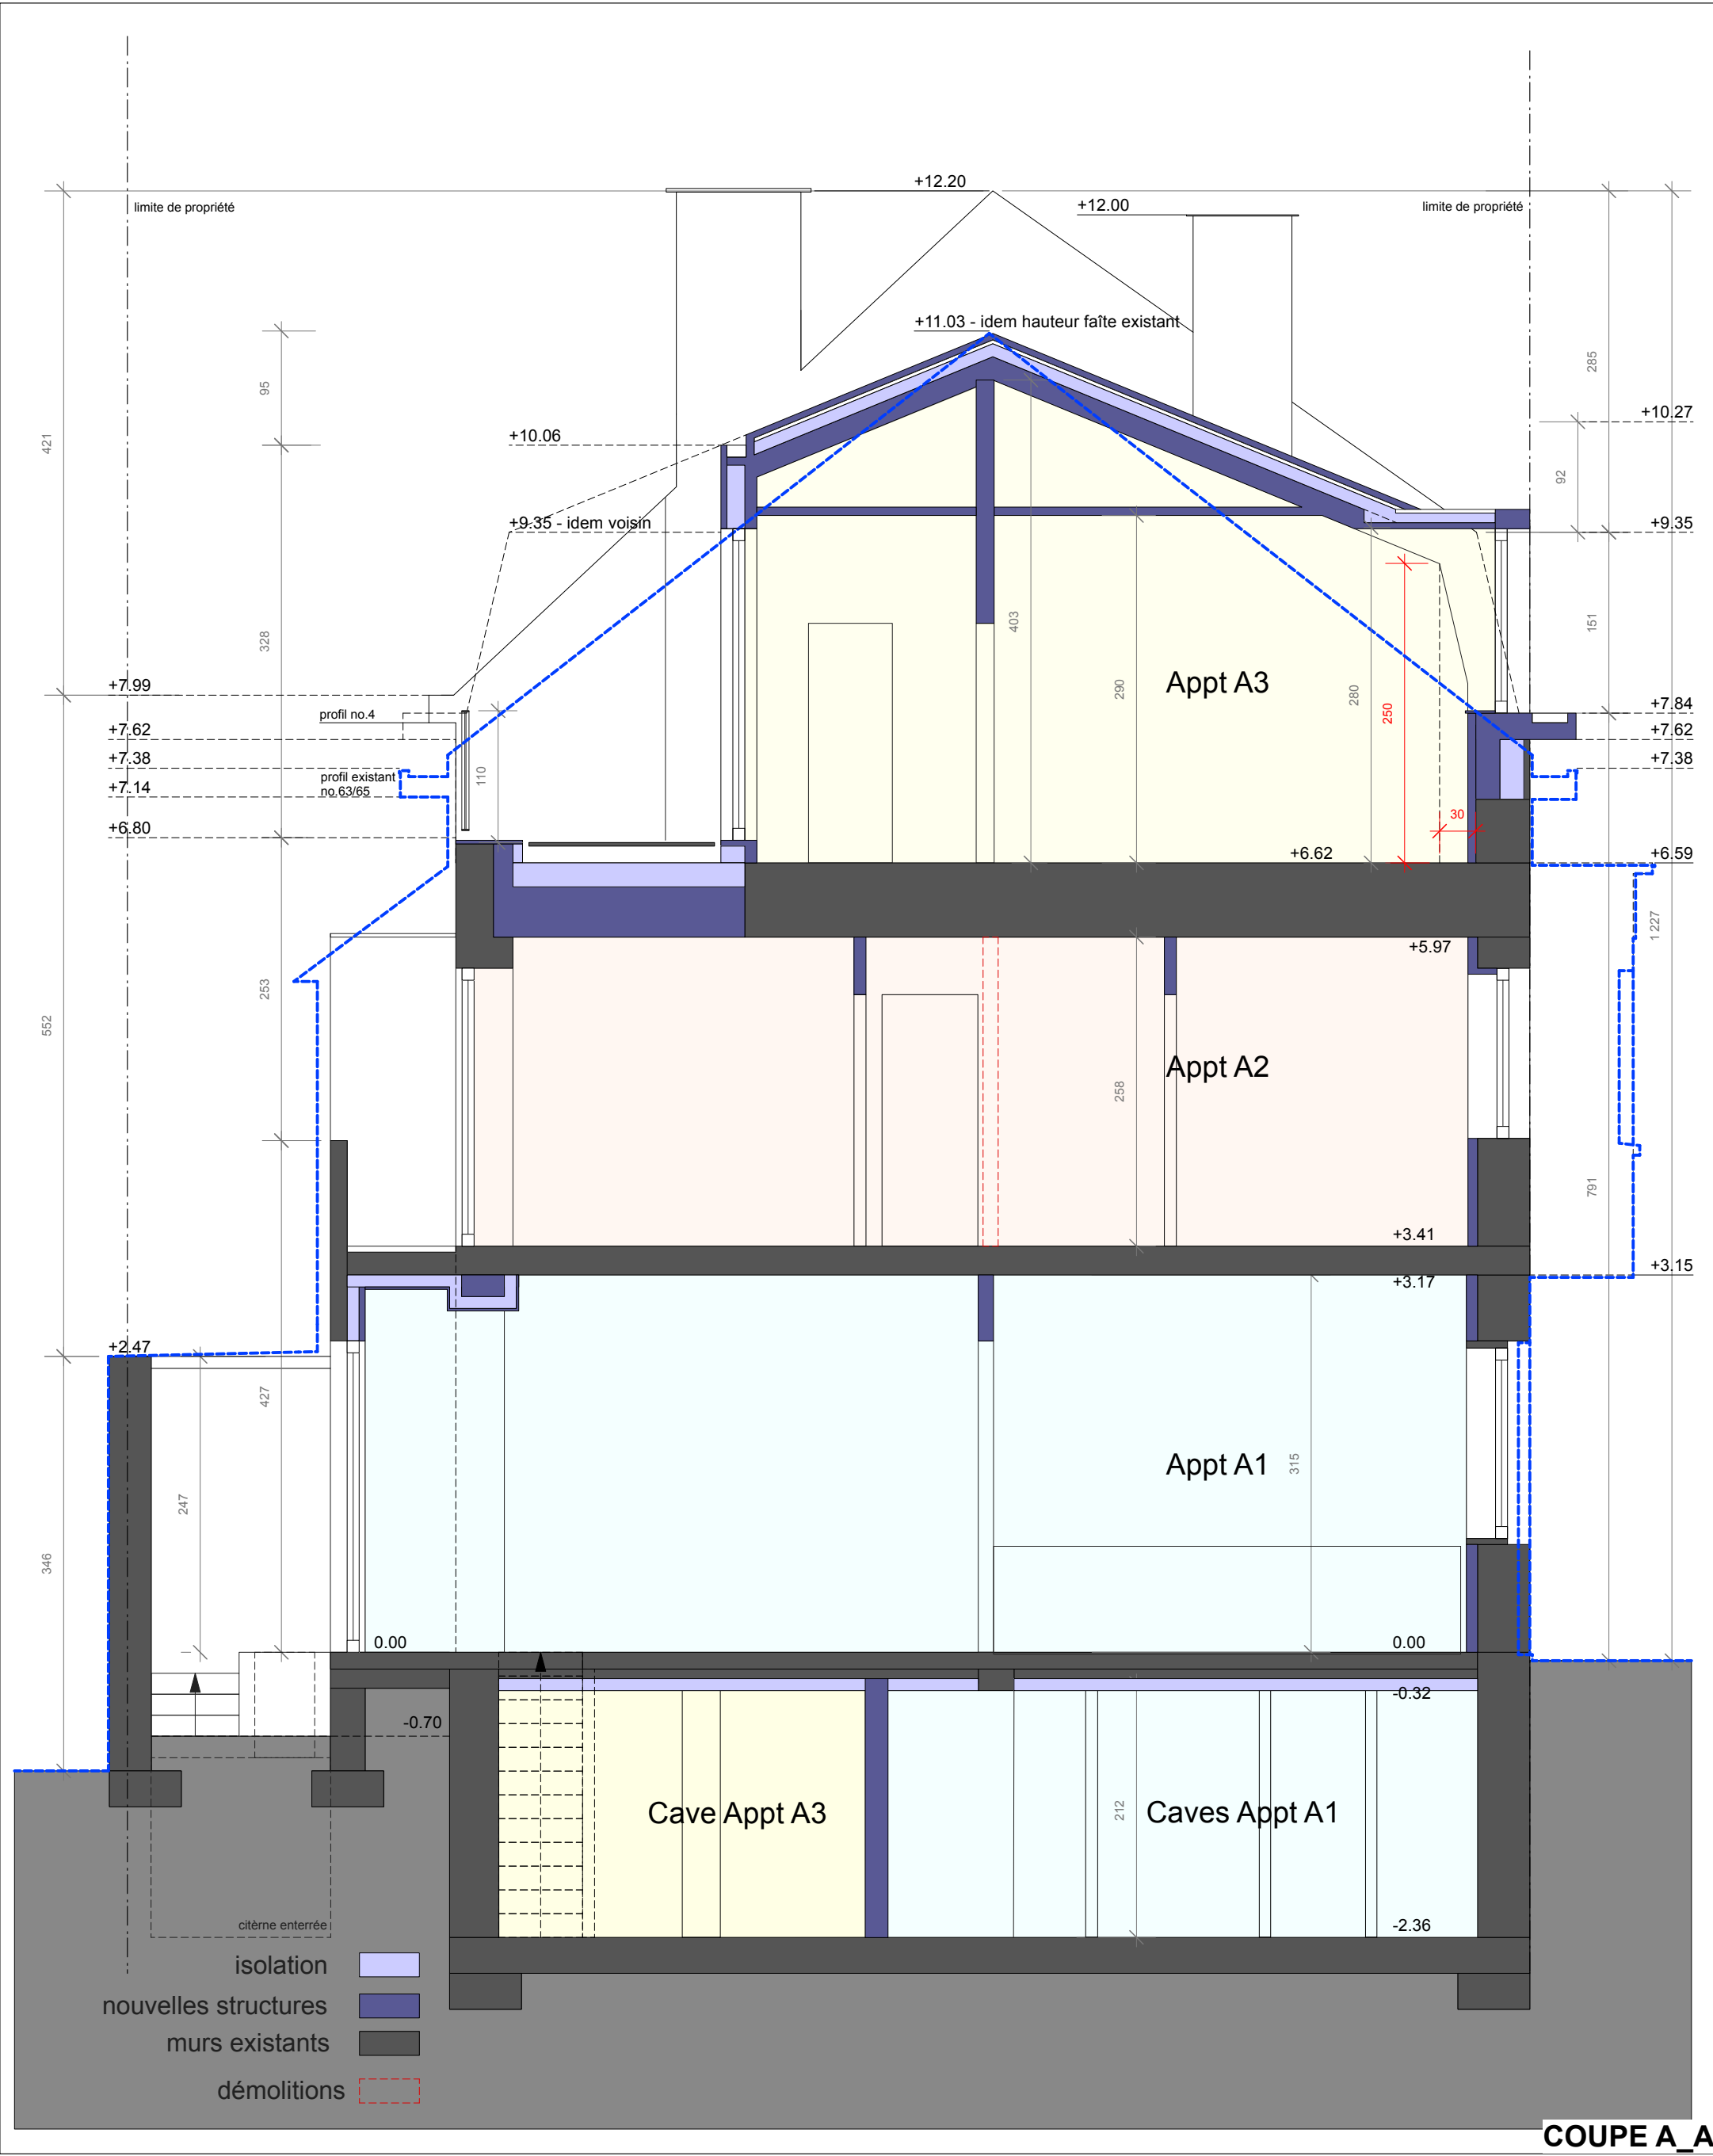 +12.20
limite de propriété
+12.00
limite de propriété
+11.03 - idem hauteur faîte existant
285
95
421
+10.27
+10.06
92
+9.35 - idem voisin
+9.35
403
151
328
Appt A3
290
280
250
+7.99
+7.84
profil no.4
+7.62
+7.62
+7.38
+7.38
profil existant
no.63/65
110
+7.14
30
+6.80
+6.62
+6.59
1 227
+5.97
253
552
Appt A2
258
791
+3.41
+3.15
+3.17
+2.47
427
Appt A1
315
247
346
0.00
0.00
-0.32
-0.70
Cave Appt A3
212
Caves Appt A1
citèrne enterrée
-2.36
isolation
nouvelles structures
murs existants
démolitions
COUPE A_A